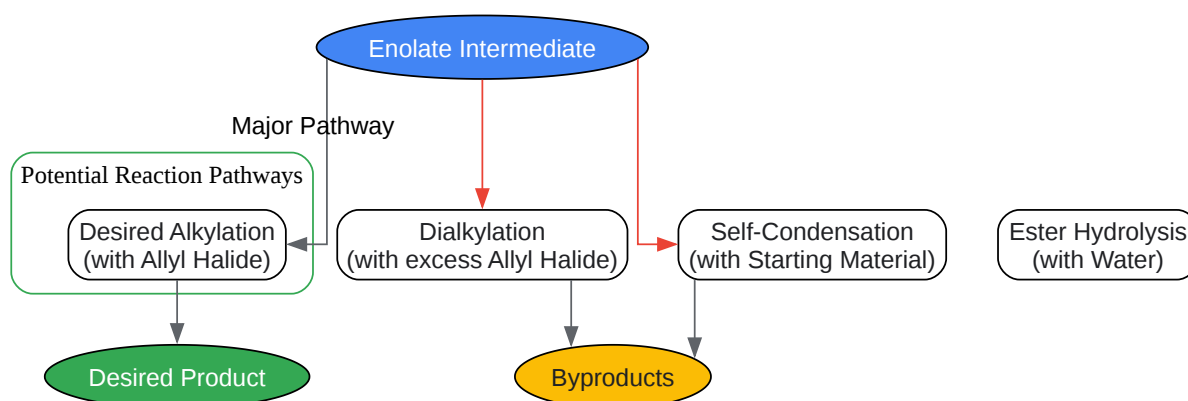 Enolate Intermediate
Major Pathway
Potential Reaction Pathways
Desired Alkylation
(with Allyl Halide)
Dialkylation
(with excess Allyl Halide)
Self-Condensation
(with Starting Material)
Ester Hydrolysis
(with Water)
Desired Product
Byproducts